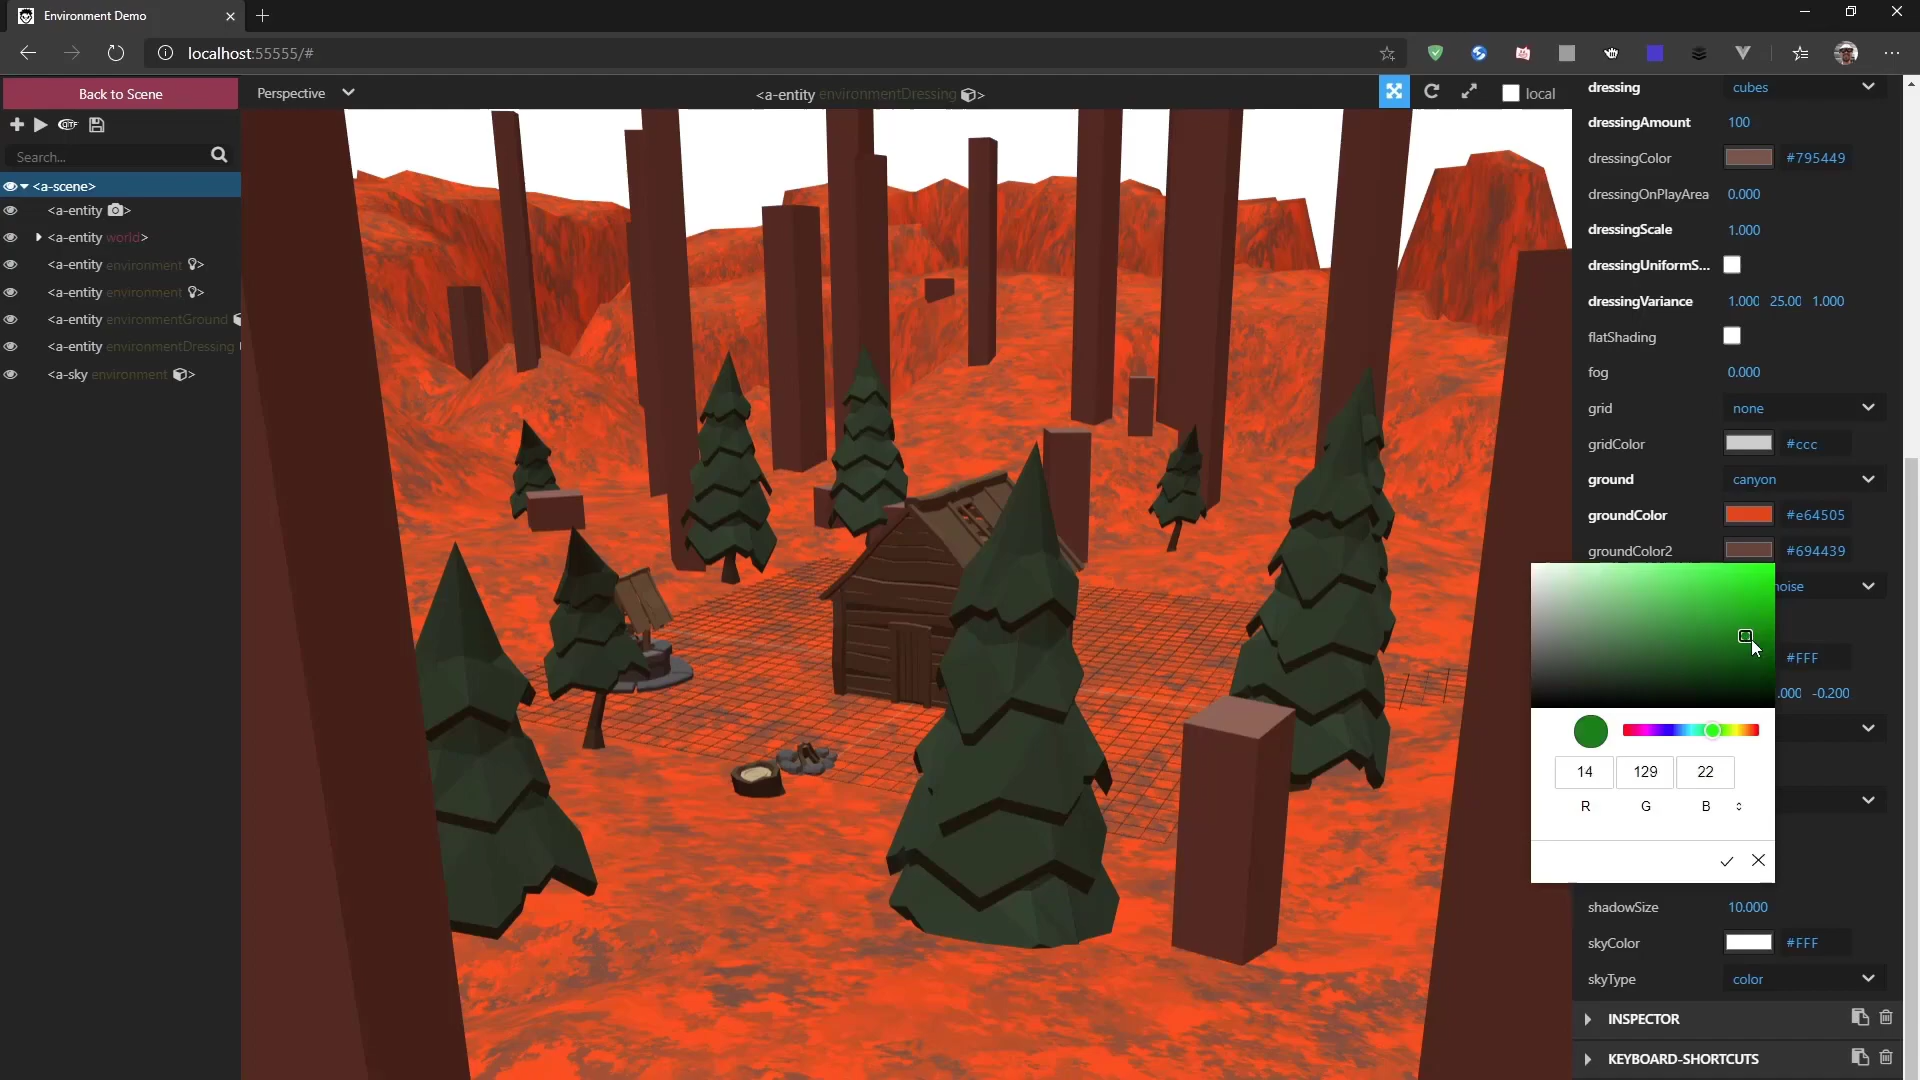 Environment Demo
localhost:55555/#
Back to Scene
Perspective
<a-entity environmentDressing>
local
Search...
<a-scene>
<a-entity>
<a-entity world>
<a-entity environment>
<a-entity environment>
<a-entity environmentGround
<a-entity environmentDressing
<a-sky environment>
dressing cubes
dressingAmount 100
dressingColor #795449
dressingOnPlayArea 0.000
dressingScale 1.000
dressingUniformS...
dressingVariance 1.000 25.00 1.000
flatShading
fog 0.000
grid none
gridColor #ccc
ground canyon
groundColor #e64505
groundColor2 #694439
noise
#FFF
.000 -0.200
14 129 22
R G B
shadowSize 10.000
skyColor #FFF
skyType color
INSPECTOR
KEYBOARD-SHORTCUTS